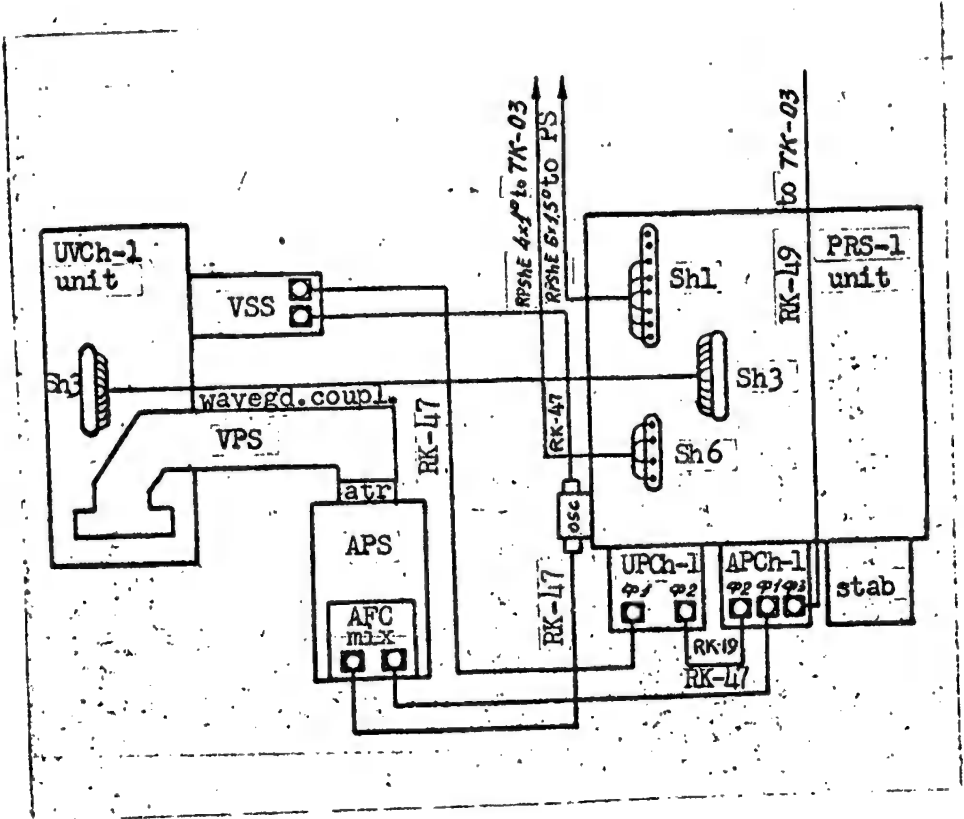 RPShE 4x1° to TK-03
RPShE 6x1,5° to PS
to TK-03
RK-49
UVCh-1
unit
VSS
Sh3
wavegd.coupl.
VPS
RK-47
atr
APS
AFC
mix
RK-47
osc
RK-47
Sh1
Sh3
Sh6
PRS-1
unit
UPCh-1
φ1 φ2
APCh-1
φ2 φ1 φ3
stab
RK-19
RK-47